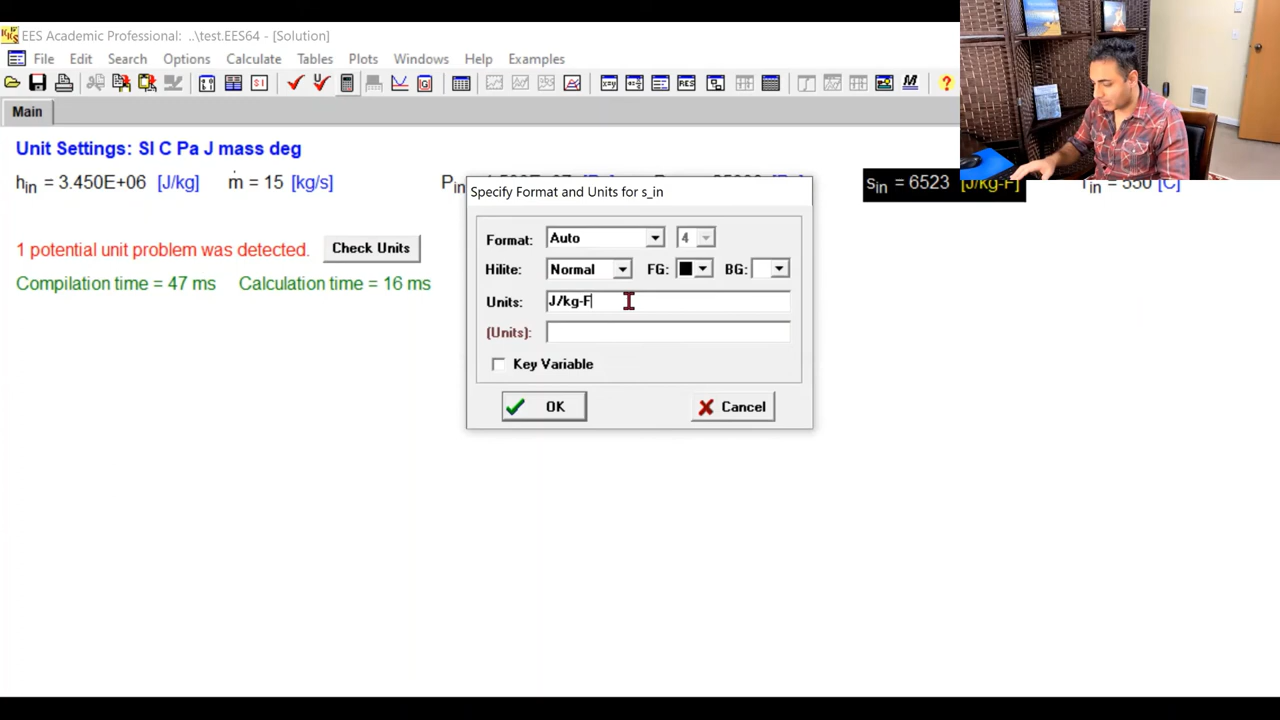 EES Academic Professional: ..\test.EES64 - [Solution]
File Edit Search Options Calculate Tables Plots Windows Help Examples
Main
Unit Settings: SI C Pa J mass deg
h_in = 3.450E+06 [J/kg] ṁ = 15 [kg/s] s_in = 6523 [J/kg-F] 550 [C]
Specify Format and Units for s_in
Format: Auto 4
Hilite: Normal FG: BG:
1 potential unit problem was detected. Check Units
Compilation time = 47 ms Calculation time = 16 ms
Units: J/kg-F
(Units):
Key Variable
OK Cancel